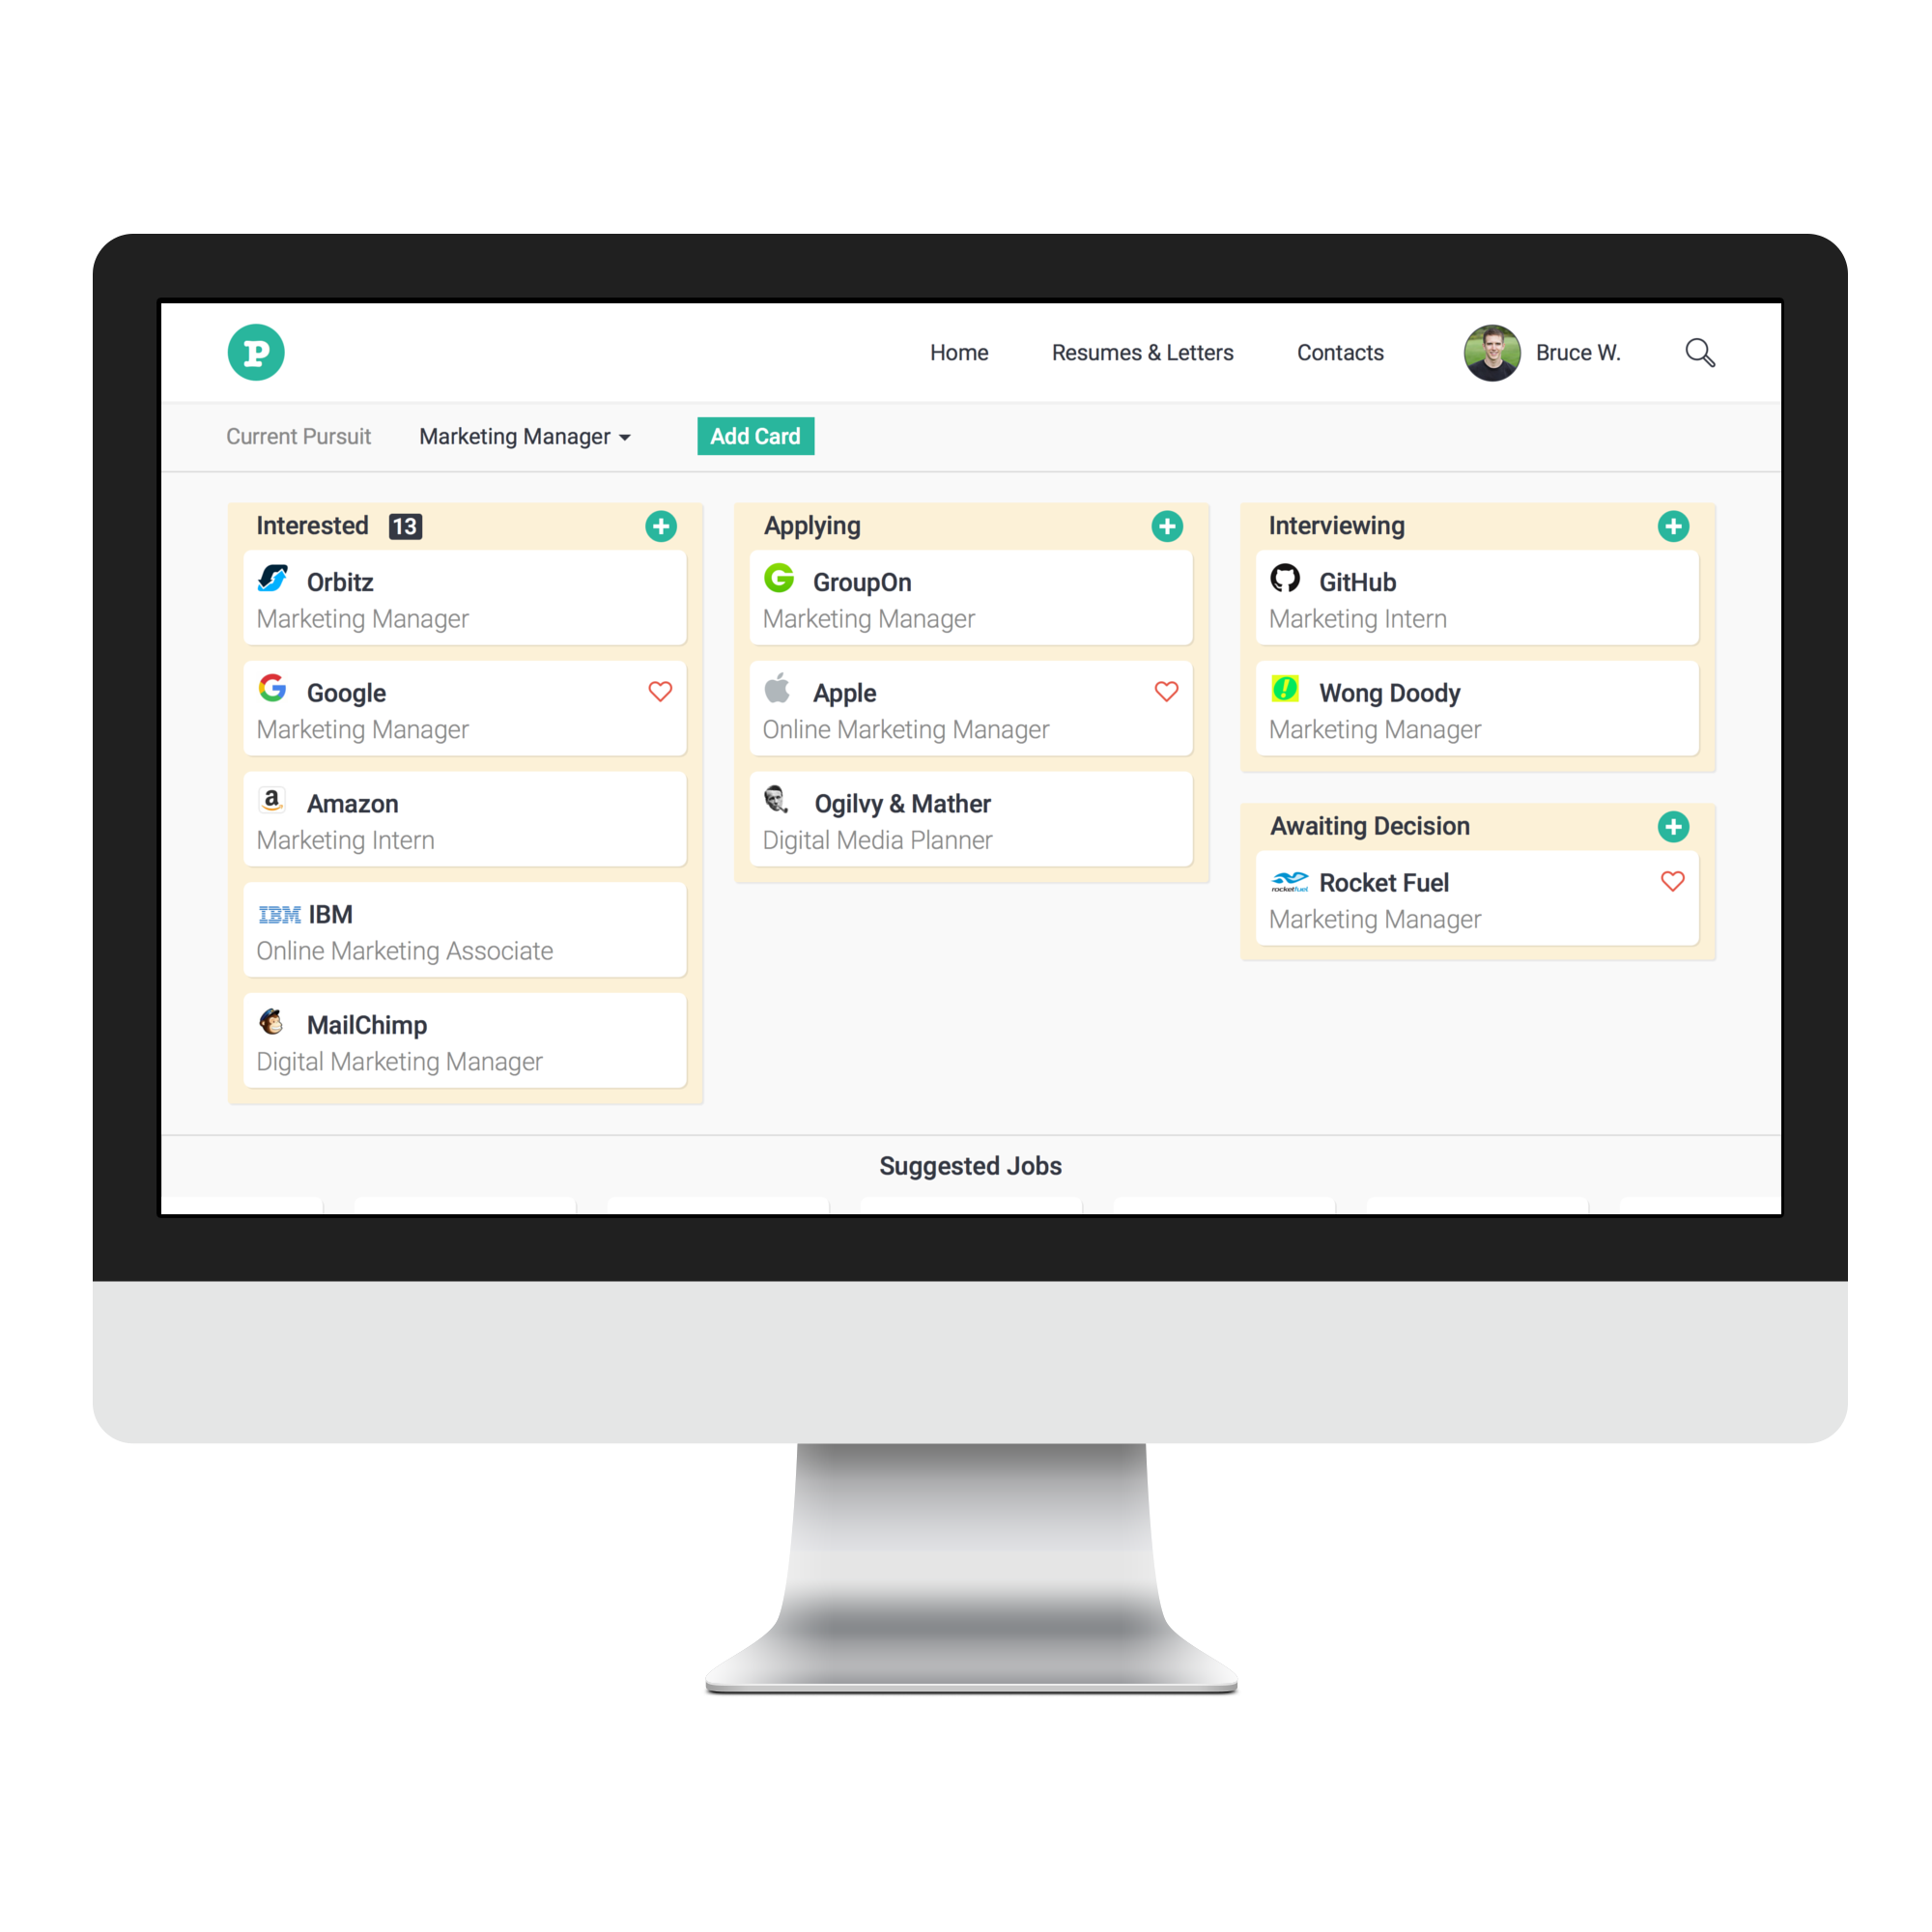 P
Home
Resumes & Letters
Contacts
Bruce W.
Current Pursuit
Marketing Manager
Add Card
Interested 13
Orbitz
Marketing Manager
Google
Marketing Manager
a Amazon
Marketing Intern
IBM IBM
Online Marketing Associate
MailChimp
Digital Marketing Manager
Applying
GroupOn
Marketing Manager
Apple
Online Marketing Manager
Ogilvy & Mather
Digital Media Planner
Interviewing
GitHub
Marketing Intern
Wong Doody
Marketing Manager
Awaiting Decision
rocketfuel Rocket Fuel
Marketing Manager
Suggested Jobs